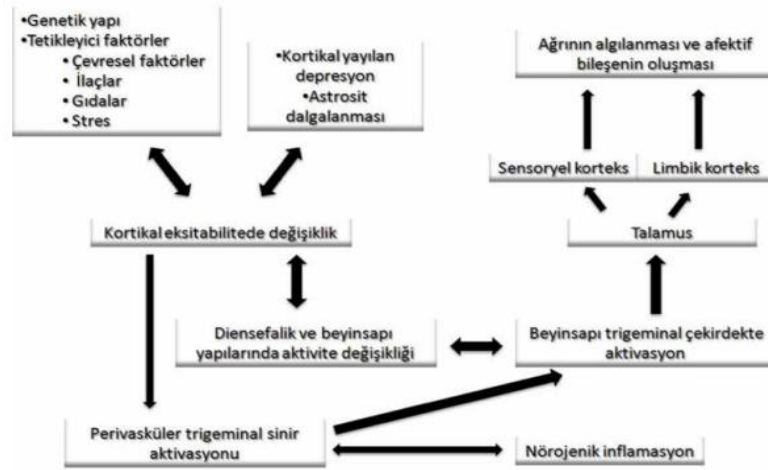 •Genetik yapı
•Tetikleyici faktörler
• Çevresel faktörler
• İlaçlar
• Gıdalar
• Stres
•Kortikal yayılan
depresyon
•Astrosit
dalgalanması
Ağrının algılanması ve afektif
bileşenin oluşması
Sensoryel korteks
Limbik korteks
Kortikal eksitabilitede değişiklik
Talamus
Diensefalik ve beyinsapı
yapılarında aktivite değişikliği
Beyinsapı trigeminal çekirdekte
aktivasyon
Perivasküler trigeminal sinir
aktivasyonu
Nörojenik inflamasyon